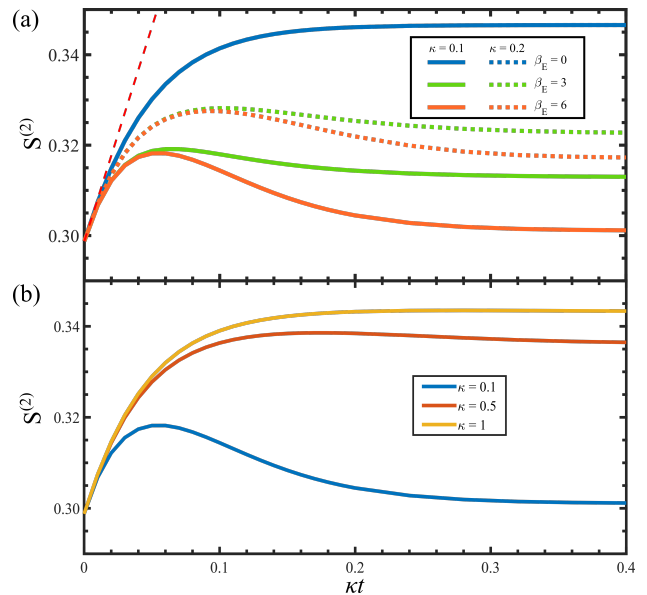 (a)
0.34
0.32
0.30
S(2)
κ = 0.1 κ = 0.2
βE = 0
βE = 3
βE = 6
(b)
0.34
0.32
0.30
S(2)
κ = 0.1
κ = 0.5
κ = 1
0 0.1 0.2 0.3 0.4
κt